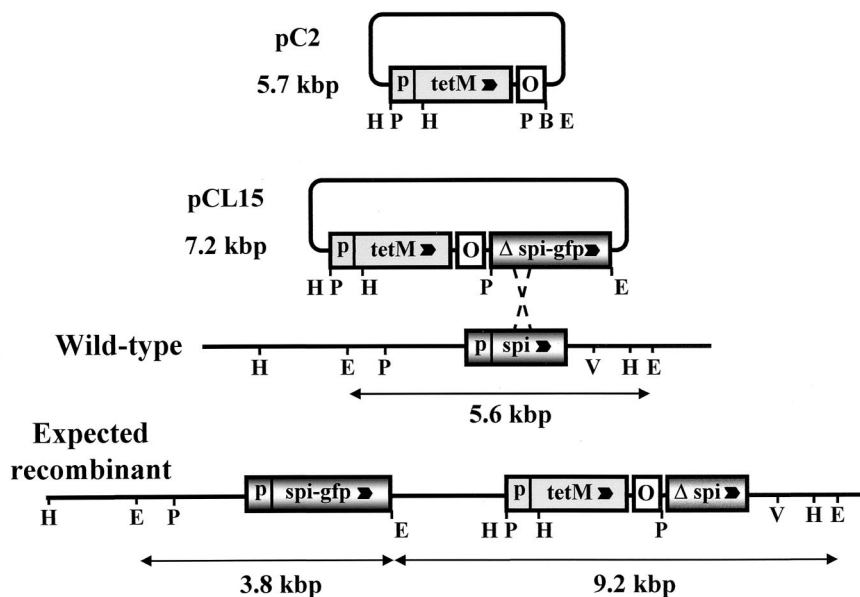 pC2
5.7 kbp
p tetM O
H P H P B E
pCL15
7.2 kbp
p tetM O Δ spi-gfp
H P H P E
Wild-type
p spi
H E P V H E
5.6 kbp
Expected
recombinant
p spi-gfp p tetM O Δ spi
H E P E H P H P V H E
3.8 kbp 9.2 kbp